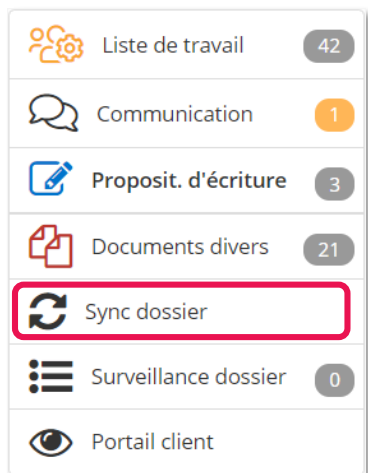 Liste de travail 42
Communication 1
Proposit. d'écriture 3
Documents divers 21
Sync dossier
Surveillance dossier 0
Portail client